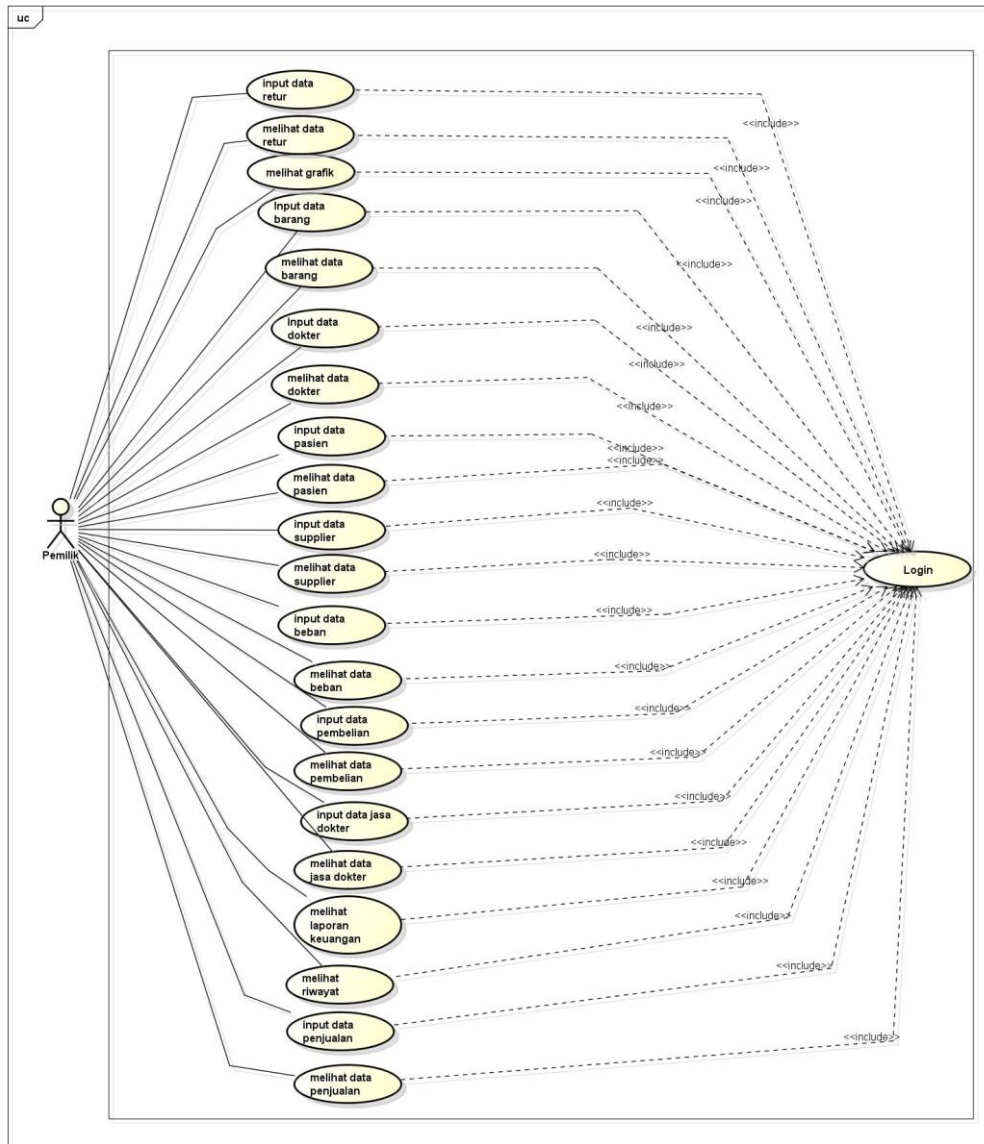 uc
input data
retur
<<include>>
melihat data
retur
<<include>>
melihat grafik
<<include>>
Input data
barang
<<include>>
melihat data
barang
<<include>>
Input data
dokter
<<include>>
melihat data
dokter
<<include>>
input data
pasien
<<include>>
melihat data
pasien
<<include>>
input data
supplier
<<include>>
Pemilik
melihat data
supplier
<<include>>
Login
input data
beban
<<include>>
melihat data
beban
<<include>>
input data
pembelian
<<include>>
melihat data
pembelian
<<include>>
input data jasa
dokter
<<include>>
melihat data
jasa dokter
<<include>>
melihat
laporan
keuangan
<<include>>
melihat
riwayat
<<include>>
input data
penjualan
<<include>>
melihat data
penjualan
<<include>>